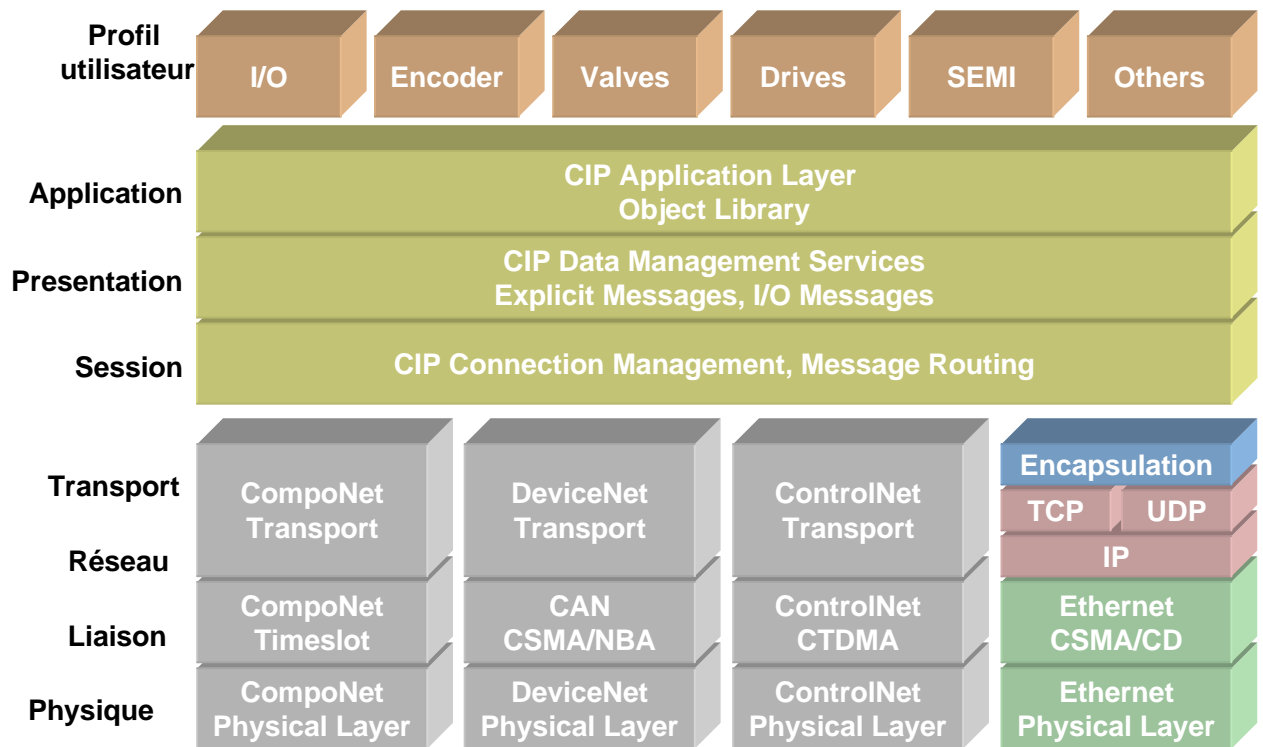 Profil
utilisateur
I/O
Encoder
Valves
Drives
SEMI
Others
Application
CIP Application Layer
Object Library
Presentation
CIP Data Management Services
Explicit Messages, I/O Messages
Session
CIP Connection Management, Message Routing
Transport
Réseau
CompoNet
Transport
DeviceNet
Transport
ControlNet
Transport
Encapsulation
TCP
UDP
IP
Liaison
CompoNet
Timeslot
CAN
CSMA/NBA
ControlNet
CTDMA
Ethernet
CSMA/CD
Physique
CompoNet
Physical Layer
DeviceNet
Physical Layer
ControlNet
Physical Layer
Ethernet
Physical Layer